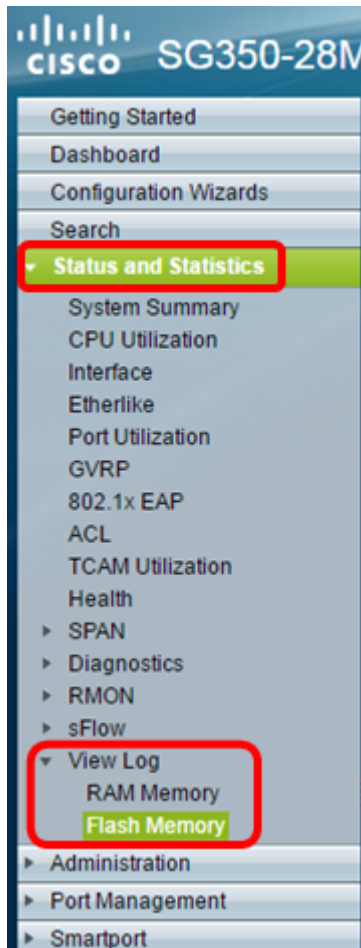 cisco SG350-28M
Getting Started
Dashboard
Configuration Wizards
Search
Status and Statistics
System Summary
CPU Utilization
Interface
Etherlike
Port Utilization
GVRP
802.1x EAP
ACL
TCAM Utilization
Health
SPAN
Diagnostics
RMON
sFlow
View Log
RAM Memory
Flash Memory
Administration
Port Management
Smartport